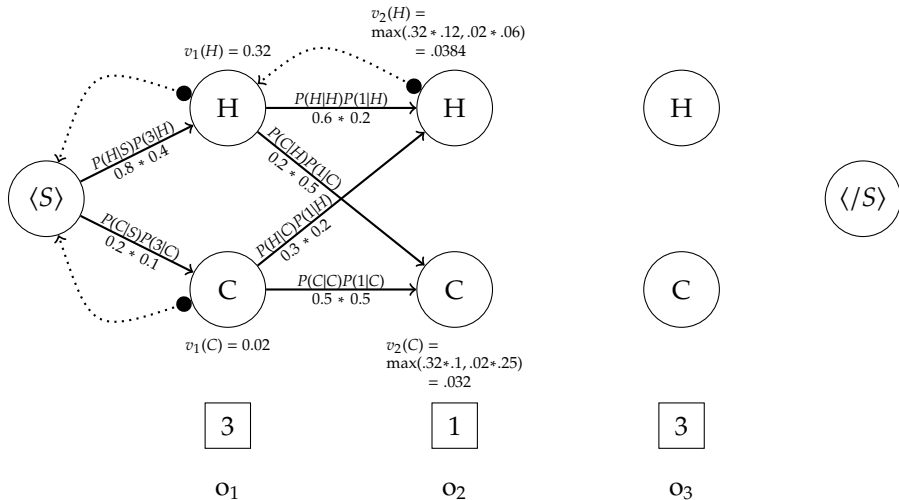 v₂(H) =
max(.32 * .12, .02 * .06)
= .0384
v₁(H) = 0.32
H
P(H|H)P(1|H)
0.6 * 0.2
H
H
P(H|S)P(3|H)
0.8 * 0.4
P(C|H)P(1|C)
0.2 * 0.5
⟨S⟩
⟨/S⟩
P(C|S)P(3|C)
0.2 * 0.1
P(H|C)P(1|H)
0.3 * 0.2
C
P(C|C)P(1|C)
0.5 * 0.5
C
C
v₁(C) = 0.02
v₂(C) =
max(.32*.1, .02*.25)
= .032
3 1 3
o₁ o₂ o₃